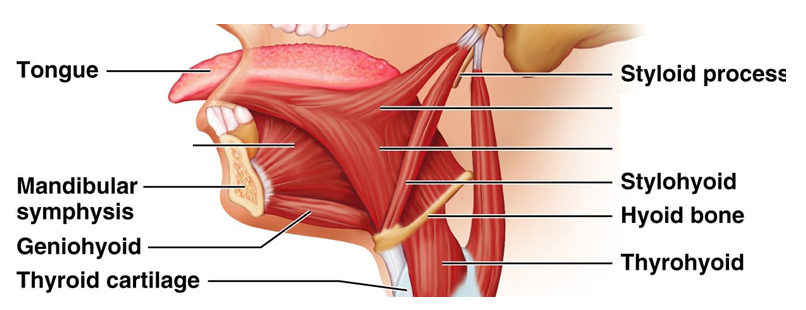 Tongue
Styloid process
Mandibular
symphysis
Stylohyoid
Hyoid bone
Geniohyoid
Thyrohyoid
Thyroid cartilage